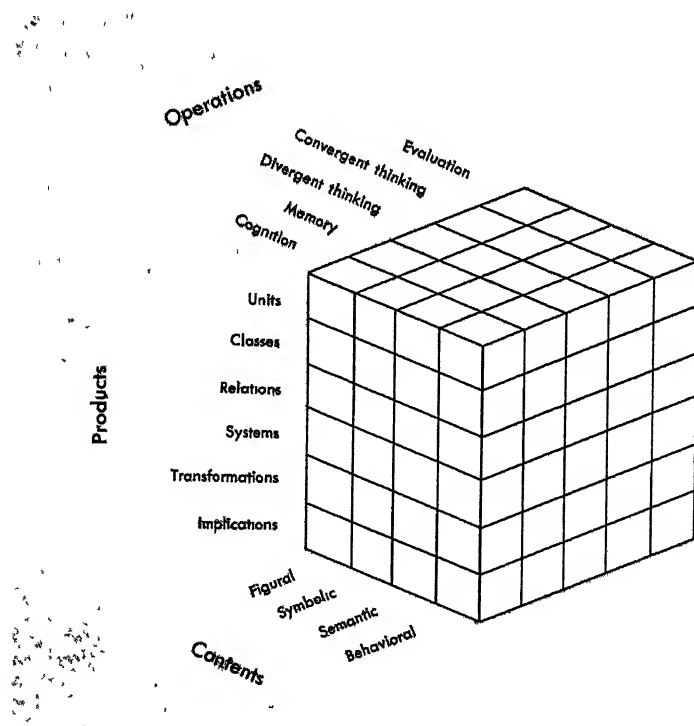 Operations
Evaluation
Convergent thinking
Divergent thinking
Memory
Cognition
Products
Units
Classes
Relations
Systems
Transformations
Implications
Figural
Symbolic
Semantic
Behavioral
Contents